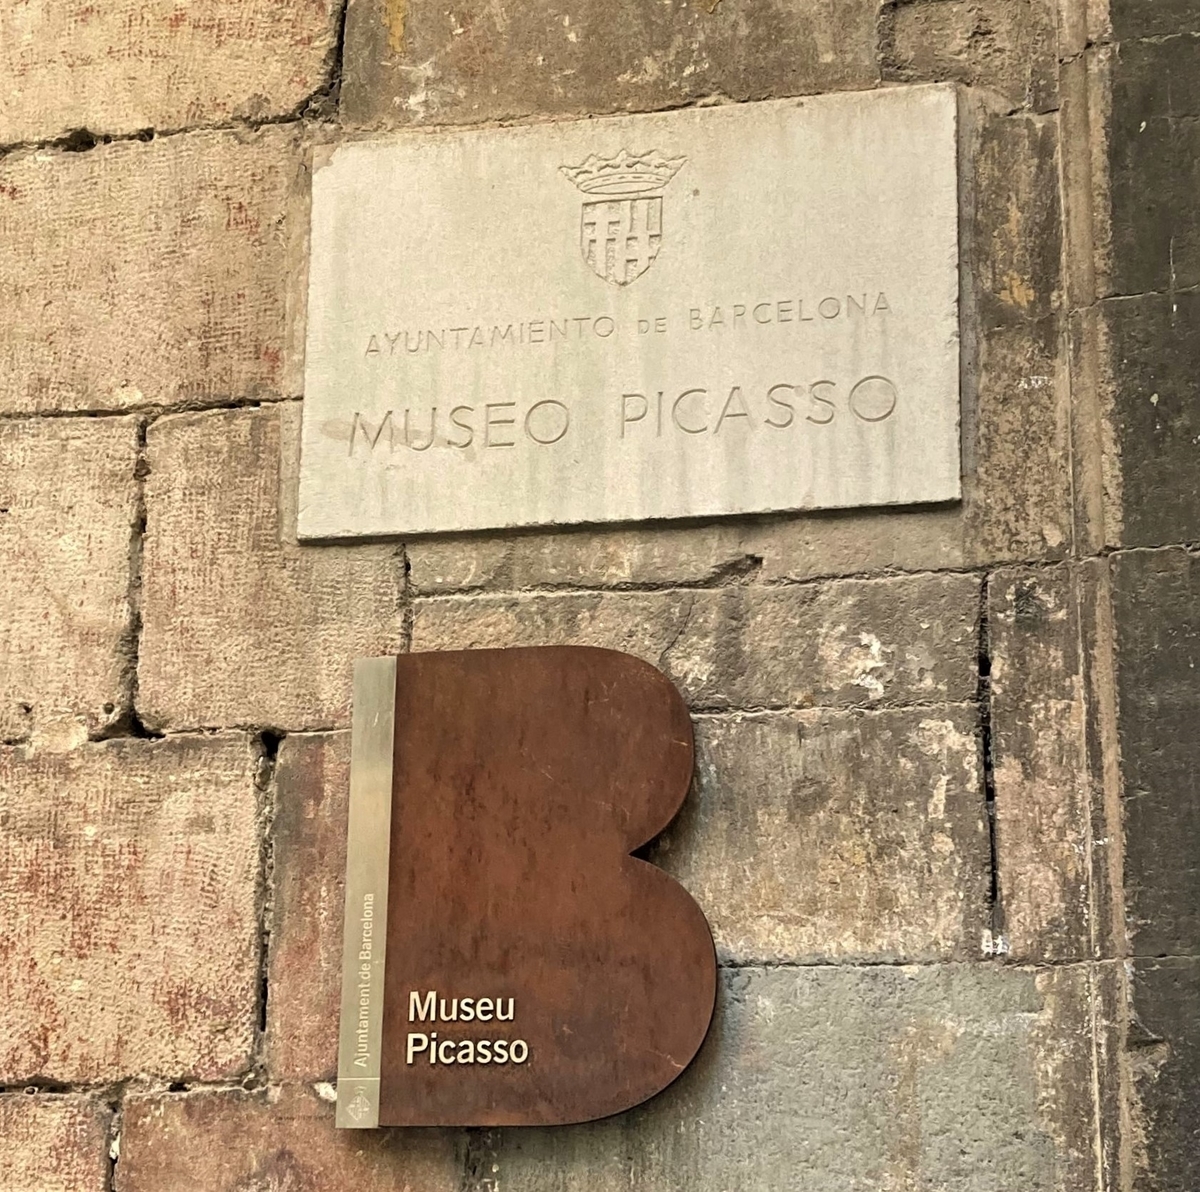 AYUNTAMIENTO DE BARCELONA
MUSEO PICASSO
Ajuntament de Barcelona
Museu
Picasso